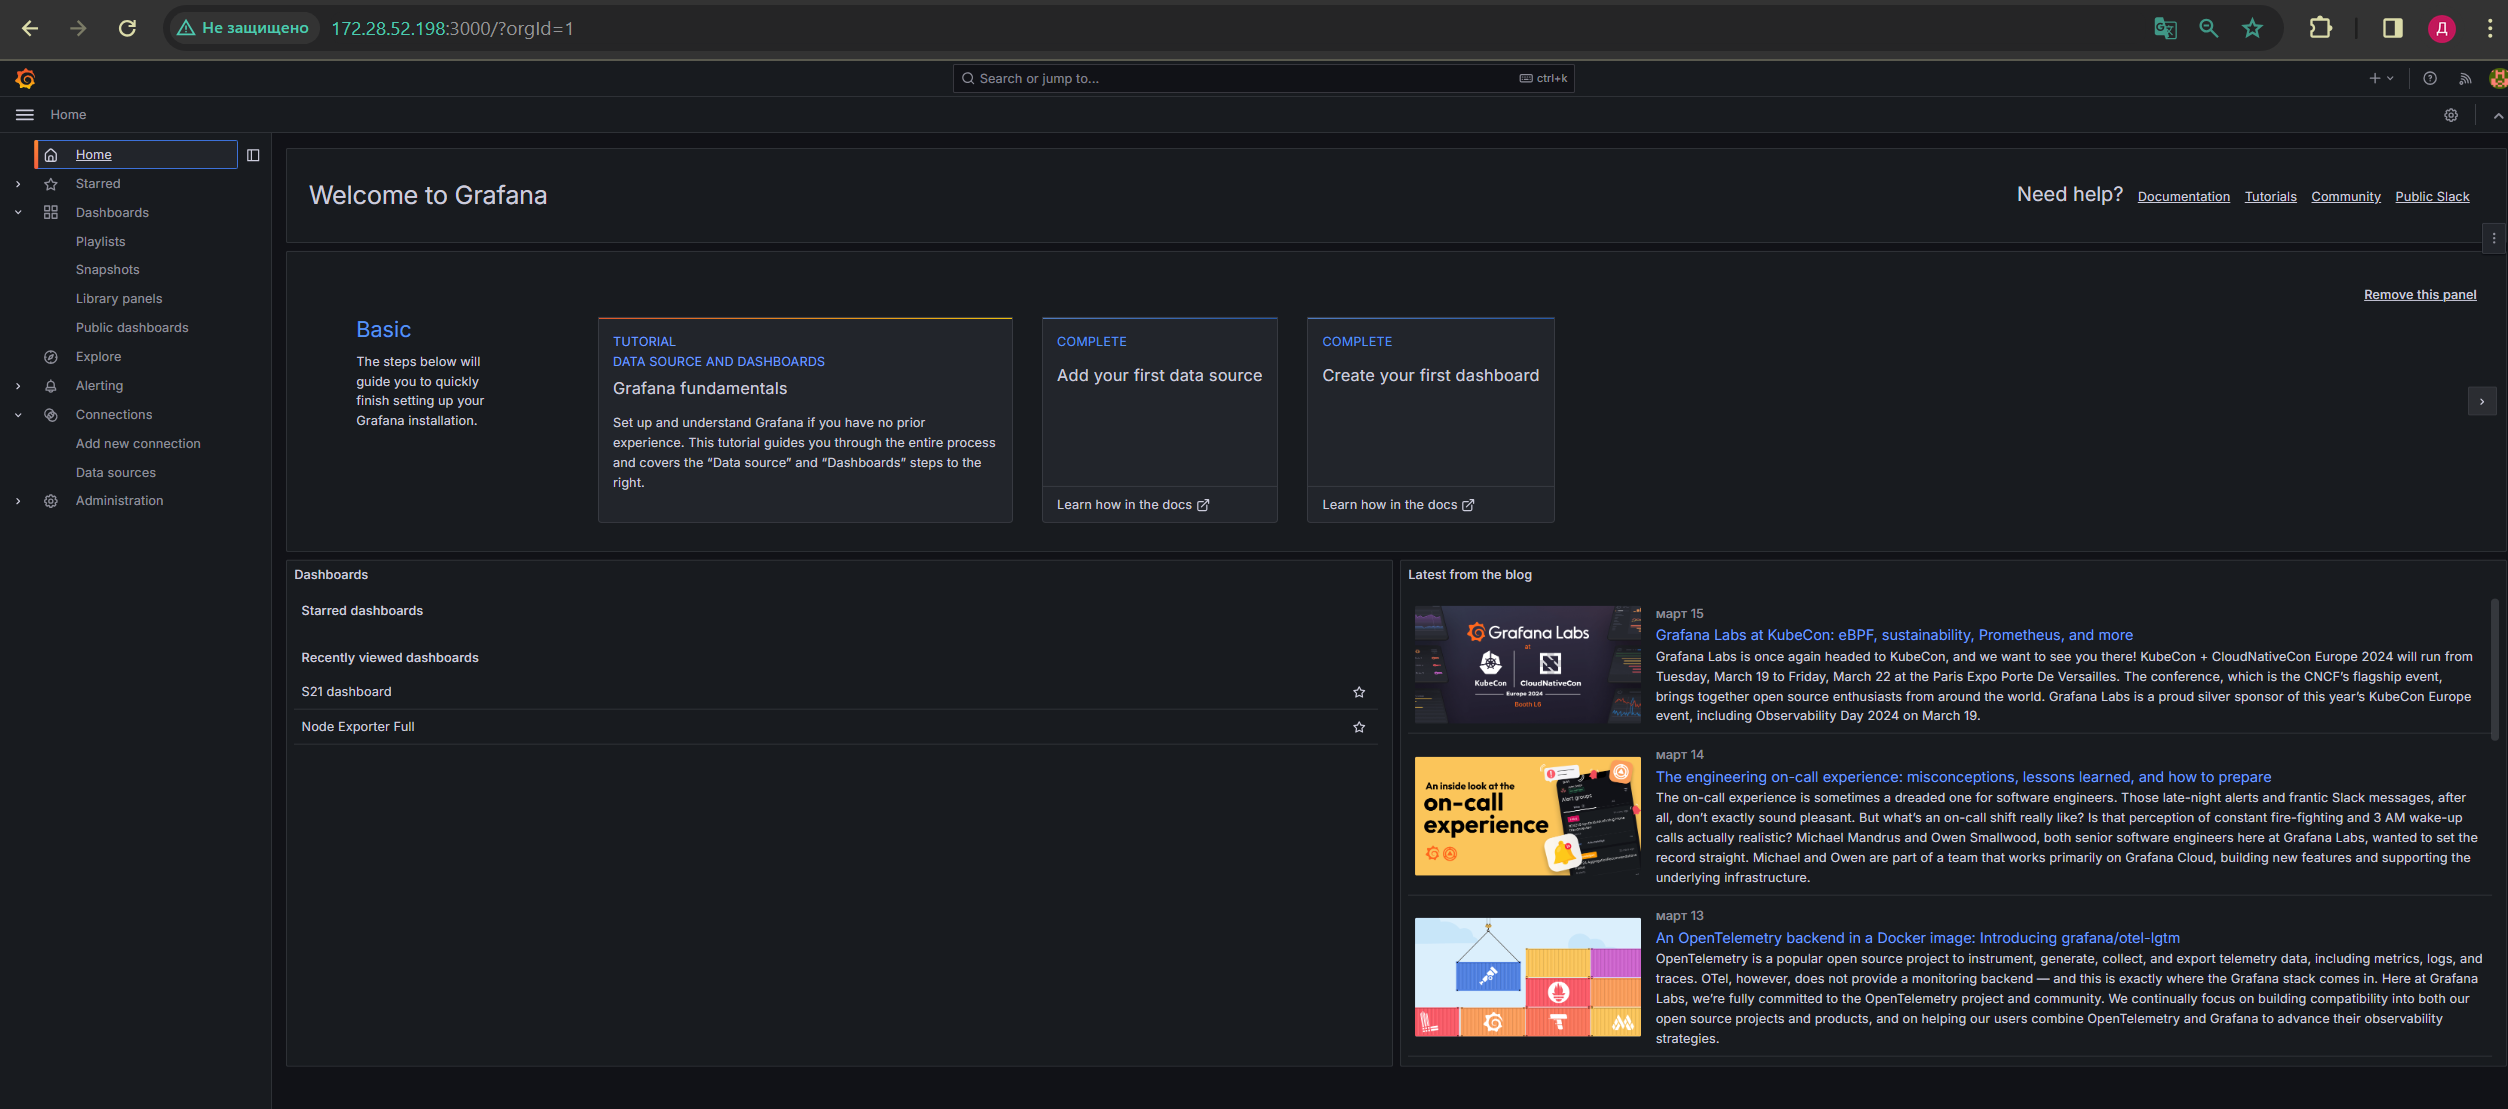 Не защищено
172.28.52.198:3000/?orgId=1
Д
Search or jump to...
ctrl+k
Home
Home
Starred
Dashboards
Playlists
Snapshots
Library panels
Public dashboards
Explore
Alerting
Connections
Add new connection
Data sources
Administration
Welcome to Grafana
Need help?
Documentation
Tutorials
Community
Public Slack
Remove this panel
Basic
The steps below will
guide you to quickly
finish setting up your
Grafana installation.
TUTORIAL
DATA SOURCE AND DASHBOARDS
Grafana fundamentals
Set up and understand Grafana if you have no prior
experience. This tutorial guides you through the entire process
and covers the “Data source” and “Dashboards” steps to the
right.
COMPLETE
Add your first data source
Learn how in the docs
COMPLETE
Create your first dashboard
Learn how in the docs
Dashboards
Starred dashboards
Recently viewed dashboards
S21 dashboard
Node Exporter Full
Latest from the blog
Grafana Labs
at
KubeCon
CloudNativeCon
Europe 2024
Booth L6
март 15
Grafana Labs at KubeCon: eBPF, sustainability, Prometheus, and more
Grafana Labs is once again headed to KubeCon, and we want to see you there! KubeCon + CloudNativeCon Europe 2024 will run from
Tuesday, March 19 to Friday, March 22 at the Paris Expo Porte De Versailles. The conference, which is the CNCF’s flagship event,
brings together open source enthusiasts from around the world. Grafana Labs is a proud silver sponsor of this year’s KubeCon Europe
event, including Observability Day 2024 on March 19.
An inside look at the
on-call
experience
Alert groups
март 14
The engineering on-call experience: misconceptions, lessons learned, and how to prepare
The on-call experience is sometimes a dreaded one for software engineers. Those late-night alerts and frantic Slack messages, after
all, don’t exactly sound pleasant. But what’s an on-call shift really like? Is that perception of constant fire-fighting and 3 AM wake-up
calls actually realistic? Michael Mandrus and Owen Smallwood, both senior software engineers here at Grafana Labs, wanted to set the
record straight. Michael and Owen are part of a team that works primarily on Grafana Cloud, building new features and supporting the
underlying infrastructure.
март 13
An OpenTelemetry backend in a Docker image: Introducing grafana/otel-lgtm
OpenTelemetry is a popular open source project to instrument, generate, collect, and export telemetry data, including metrics, logs, and
traces. OTel, however, does not provide a monitoring backend — and this is exactly where the Grafana stack comes in. Here at Grafana
Labs, we’re fully committed to the OpenTelemetry project and community. We continually focus on building compatibility into both our
open source projects and products, and on helping our users combine OpenTelemetry and Grafana to advance their observability
strategies.